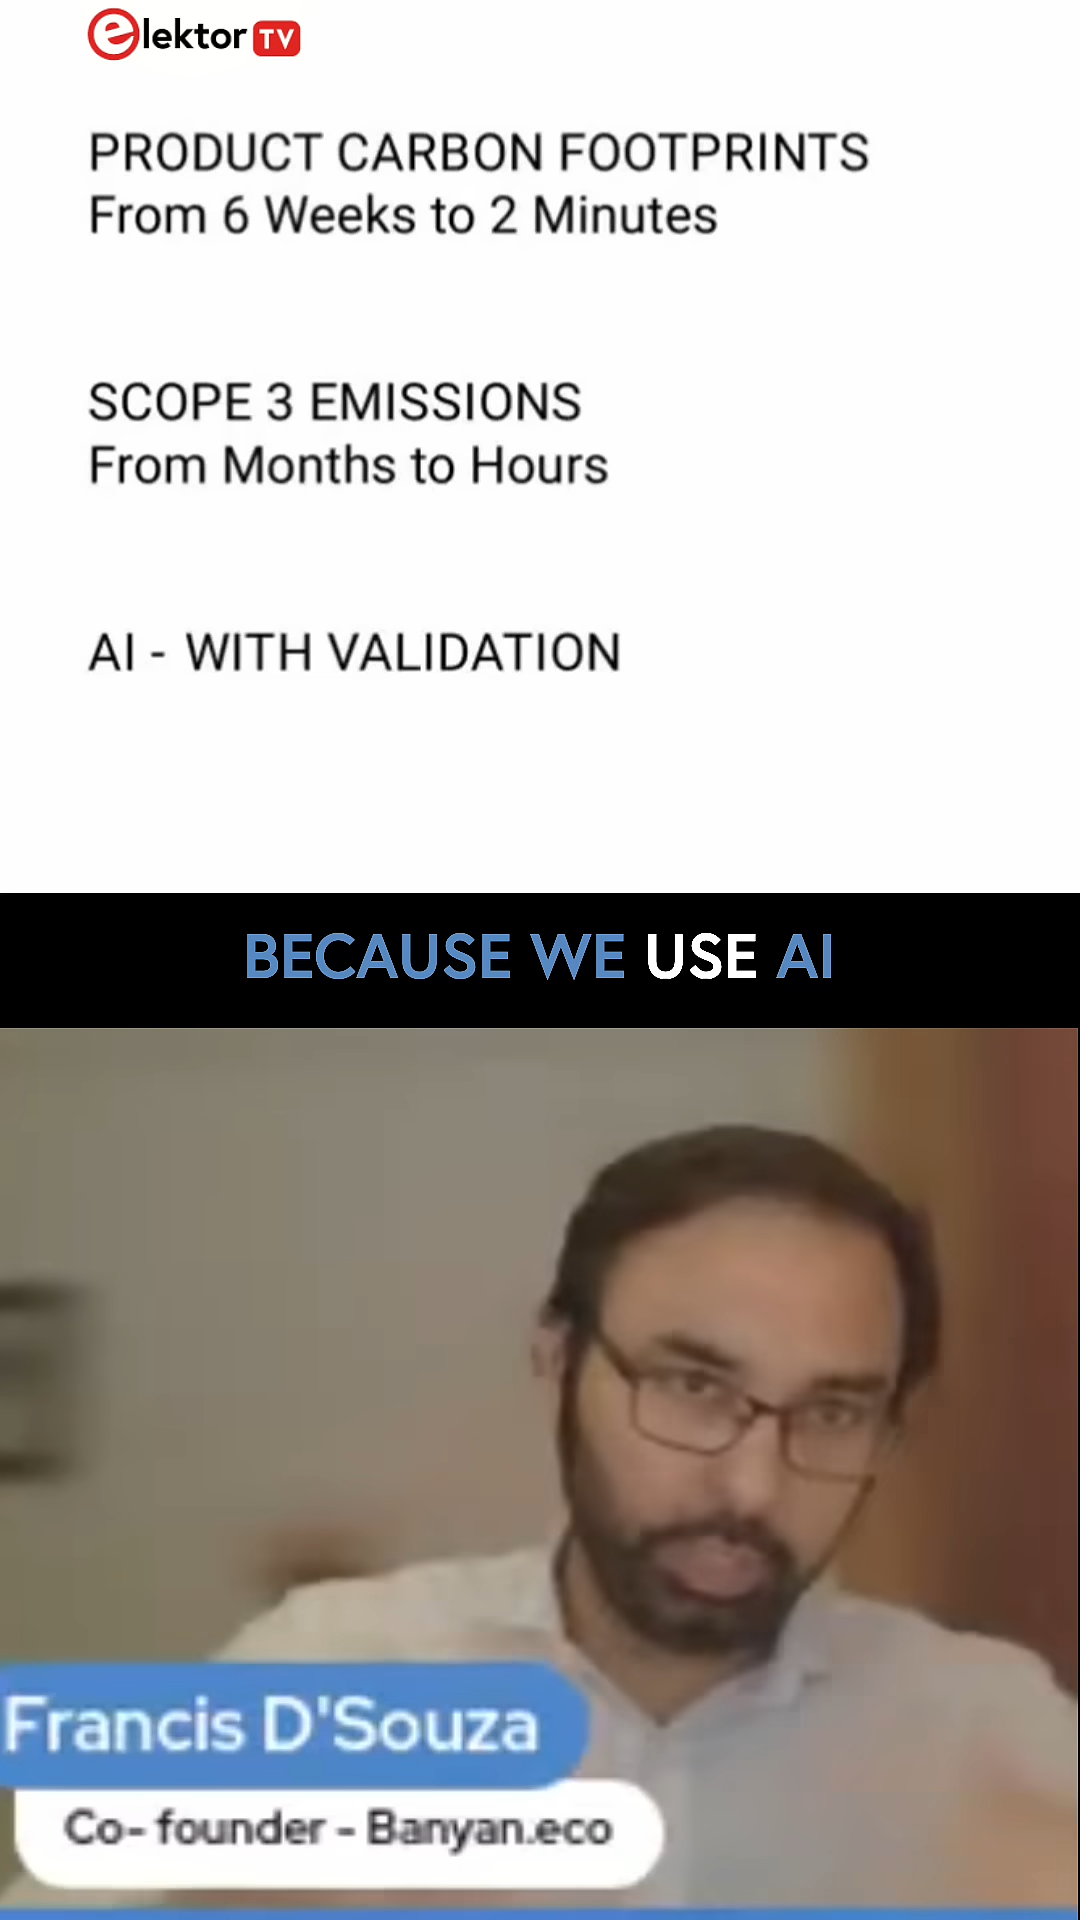 elektor TV
PRODUCT CARBON FOOTPRINTS
From 6 Weeks to 2 Minutes
SCOPE 3 EMISSIONS
From Months to Hours
AI - WITH VALIDATION
BECAUSE WE USE AI
Francis D'Souza
Co- founder - Banyan.eco